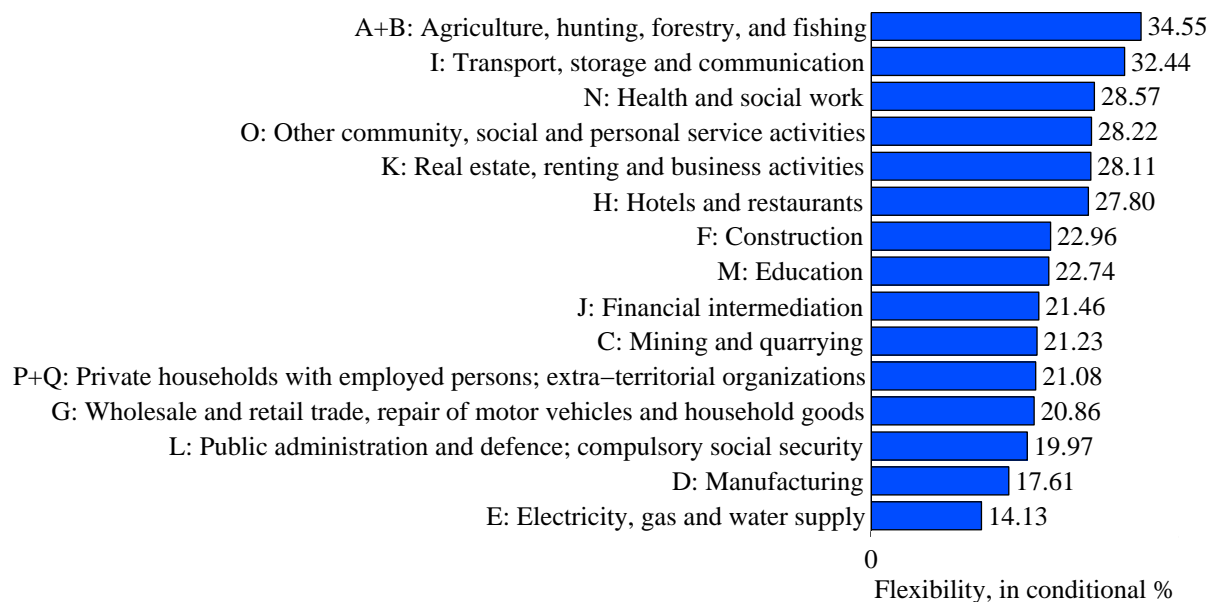 A+B: Agriculture, hunting, forestry, and fishing 34.55
I: Transport, storage and communication 32.44
N: Health and social work 28.57
O: Other community, social and personal service activities 28.22
K: Real estate, renting and business activities 28.11
H: Hotels and restaurants 27.80
F: Construction 22.96
M: Education 22.74
J: Financial intermediation 21.46
C: Mining and quarrying 21.23
P+Q: Private households with employed persons; extra−territorial organizations 21.08
G: Wholesale and retail trade, repair of motor vehicles and household goods 20.86
L: Public administration and defence; compulsory social security 19.97
D: Manufacturing 17.61
E: Electricity, gas and water supply 14.13
0
Flexibility, in conditional %